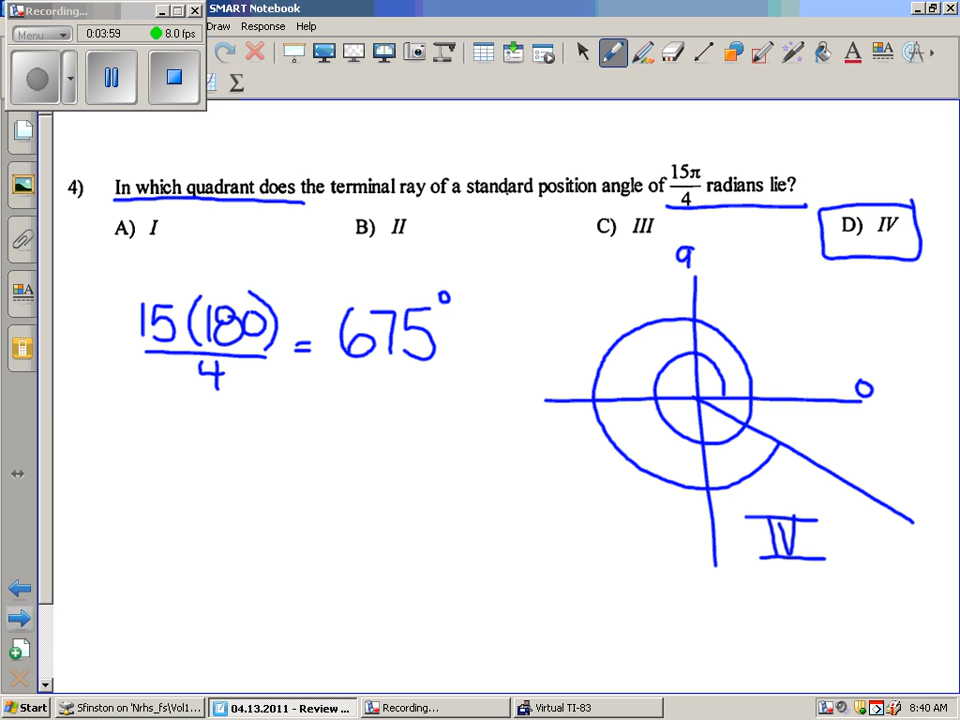 Recording...
SMART Notebook
Menu
0:03:59
8.0 fps
Draw Response Help
4) In which quadrant does the terminal ray of a standard position angle of 15π/4 radians lie?
A) I
B) II
C) III
D) IV
15(180)/4 = 675°
9
0
IV
Start
Sfinston on 'Nrhs_fs\Vol1...
04.13.2011 - Review ...
Recording...
Virtual TI-83
8:40 AM